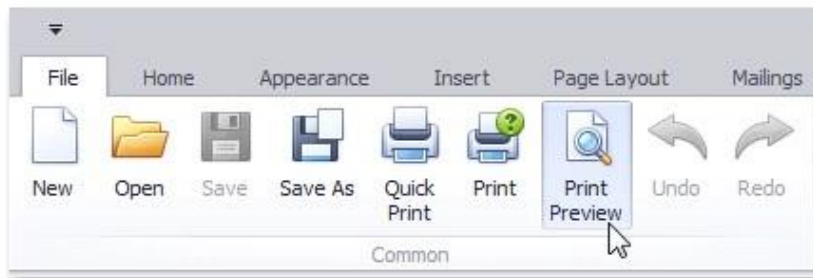 File Home Appearance Insert Page Layout Mailings
New Open Save Save As Quick Print Print Print Preview Undo Redo
Common